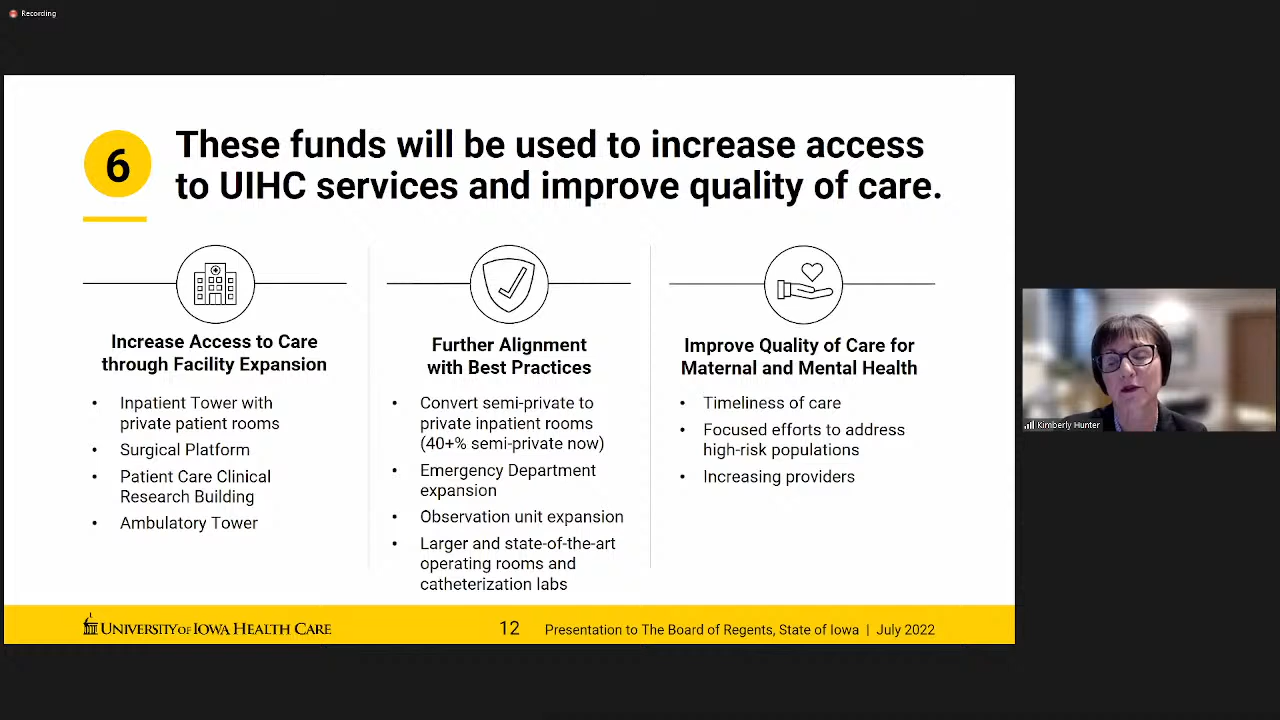 Recording
6
These funds will be used to increase access
to UIHC services and improve quality of care.
Increase Access to Care
through Facility Expansion
• Inpatient Tower with
private patient rooms
• Surgical Platform
• Patient Care Clinical
Research Building
• Ambulatory Tower
Further Alignment
with Best Practices
• Convert semi-private to
private inpatient rooms
(40+% semi-private now)
• Emergency Department
expansion
• Observation unit expansion
• Larger and state-of-the-art
operating rooms and
catheterization labs
Improve Quality of Care for
Maternal and Mental Health
• Timeliness of care
• Focused efforts to address
high-risk populations
• Increasing providers
Kimberly Hunter
UNIVERSITY OF IOWA HEALTH CARE
12
Presentation to The Board of Regents, State of Iowa | July 2022